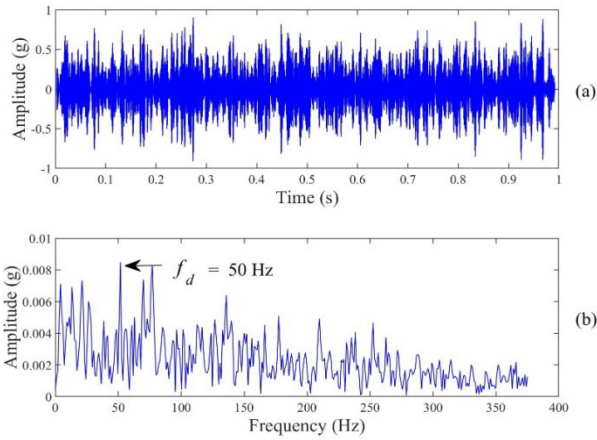 1
0.5
0
-0.5
-1
Amplitude (g)
0 0.1 0.2 0.3 0.4 0.5 0.6 0.7 0.8 0.9 1
Time (s)
(a)
0.01
0.008
0.006
0.004
0.002
0
Amplitude (g)
f_d = 50 Hz
0 50 100 150 200 250 300 350 400
Frequency (Hz)
(b)